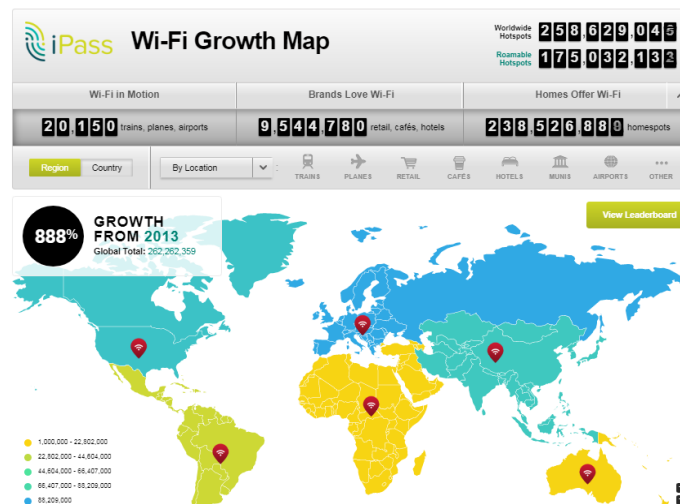 iPass Wi-Fi Growth Map
Worldwide Hotspots 258,629,04
Roamable Hotspots 175,032,13
Wi-Fi in Motion
Brands Love Wi-Fi
Homes Offer Wi-Fi
20,150 trains, planes, airports
9,544,780 retail, cafés, hotels
238,526,88 homespots
Region Country
By Location
TRAINS PLANES RETAIL CAFÉS HOTELS MUNIS AIRPORTS OTHER
View Leaderboard
888% GROWTH
FROM 2013
Global Total: 262,262,359
1,000,000 - 22,802,000
22,802,000 - 44,604,000
44,604,000 - 66,407,000
66,407,000 - 88,209,000
88,209,000